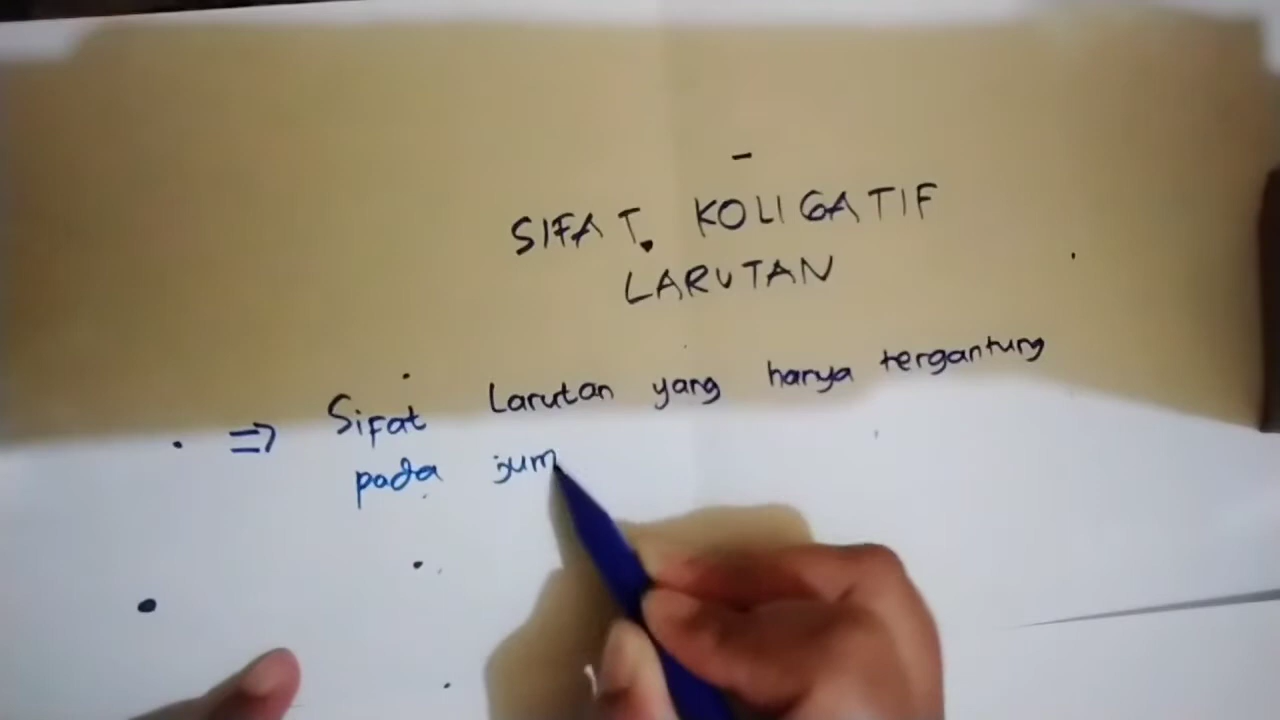 SIFAT KOLIGATIF
LARUTAN
⇒ Sifat Larutan yang hanya tergantung
pada jum